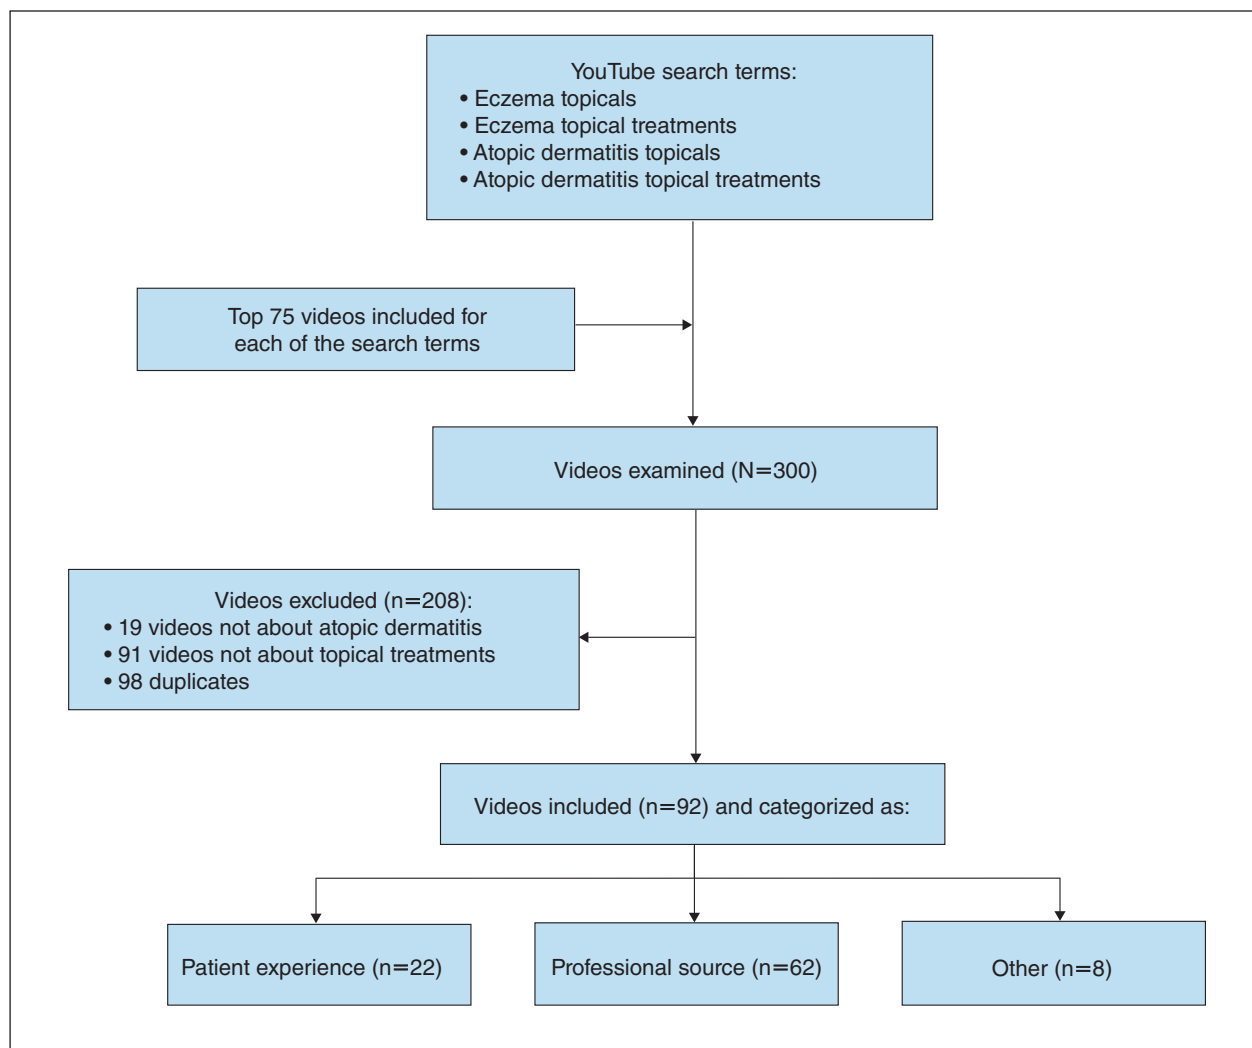 YouTube search terms:
• Eczema topicals
• Eczema topical treatments
• Atopic dermatitis topicals
• Atopic dermatitis topical treatments
Top 75 videos included for
each of the search terms
Videos examined (N=300)
Videos excluded (n=208):
• 19 videos not about atopic dermatitis
• 91 videos not about topical treatments
• 98 duplicates
Videos included (n=92) and categorized as:
Patient experience (n=22)
Professional source (n=62)
Other (n=8)